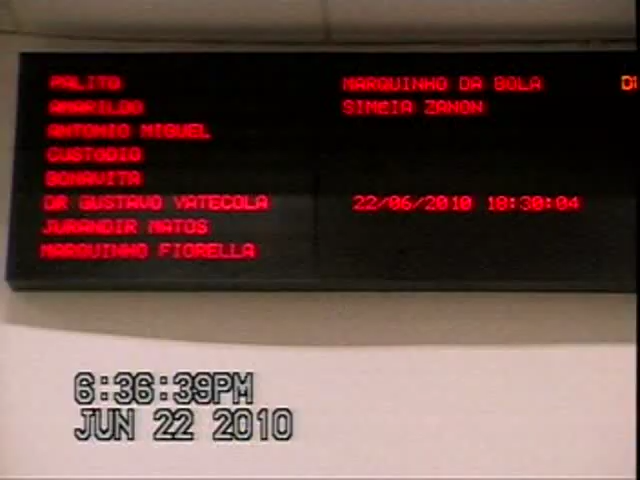 PALITO MARQUINHO DA BOLA
AMARILDO SIMEIA ZANON
ANTONIO MIGUEL
CUSTODIO
BONAVITA
DR GUSTAVO VATECOLA 22/06/2010 18:30:04
JURANDIR MATOS
MARQUINHO FIORELLA
6:36:39PM
JUN 22 2010